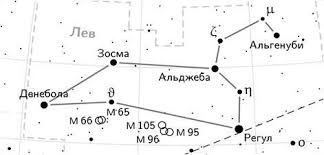 μ
ζ
Лев
Альгенуби
Зосма
Альджеба
Денебола
ϑ
η
M 65
M 66
M 105
M 95
M 96
Регул
ο